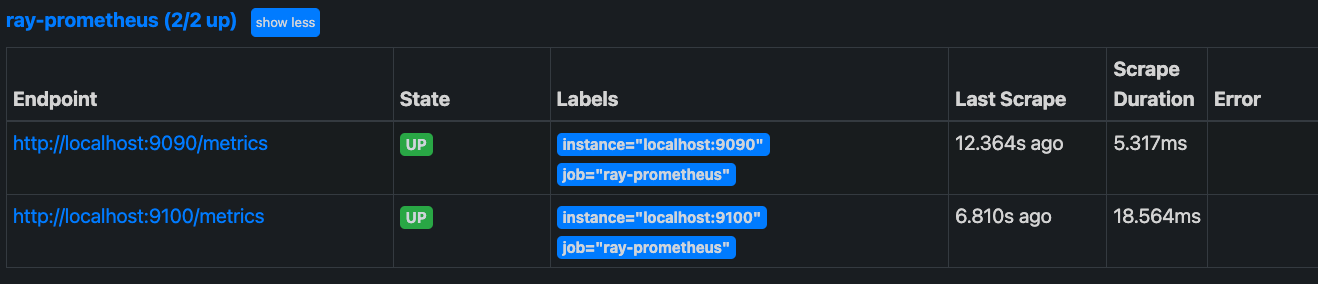 ray-prometheus (2/2 up) show less
Endpoint State Labels Last Scrape Scrape Duration Error
http://localhost:9090/metrics UP instance="localhost:9090" 12.364s ago 5.317ms
job="ray-prometheus"
http://localhost:9100/metrics UP instance="localhost:9100" 6.810s ago 18.564ms
job="ray-prometheus"